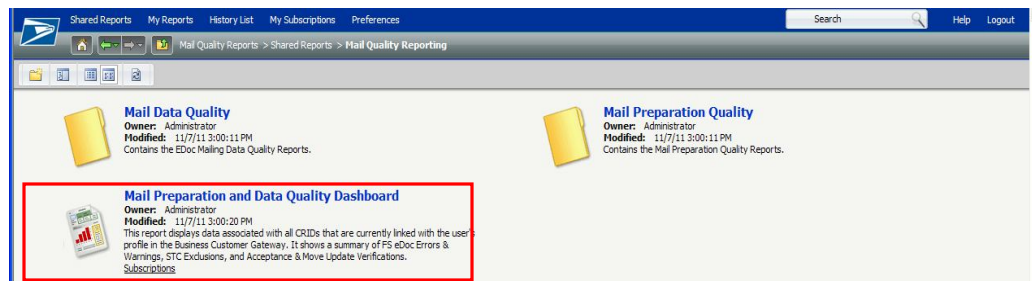 Shared Reports My Reports History List My Subscriptions Preferences Search Help Logout
Mail Quality Reports > Shared Reports > Mail Quality Reporting
Mail Data Quality
Owner: Administrator
Modified: 11/7/11 3:00:11 PM
Contains the EDoc Mailing Data Quality Reports.
Mail Preparation Quality
Owner: Administrator
Modified: 11/7/11 3:00:11 PM
Contains the Mail Preparation Quality Reports.
Mail Preparation and Data Quality Dashboard
Owner: Administrator
Modified: 11/7/11 3:00:20 PM
This report displays data associated with all CRIDs that are currently linked with the user's
profile in the Business Customer Gateway. It shows a summary of FS eDoc Errors &
Warnings, STC Exclusions, and Acceptance & Move Update Verifications.
Subscriptions